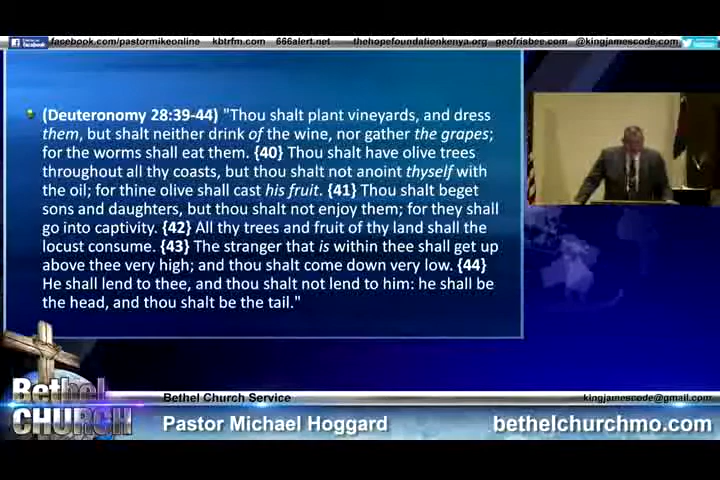 facebook.com/pastormikeonline kbtrfm.com 666alert.net thehopefoundationkenya.org geofrisbee.com @kingjamescode.com
(Deuteronomy 28:39-44) "Thou shalt plant vineyards, and dress
them, but shalt neither drink of the wine, nor gather the grapes;
for the worms shall eat them. {40} Thou shalt have olive trees
throughout all thy coasts, but thou shalt not anoint thyself with
the oil; for thine olive shall cast his fruit. {41} Thou shalt beget
sons and daughters, but thou shalt not enjoy them; for they shall
go into captivity. {42} All thy trees and fruit of thy land shall the
locust consume. {43} The stranger that is within thee shall get up
above thee very high; and thou shalt come down very low. {44}
He shall lend to thee, and thou shalt not lend to him: he shall be
the head, and thou shalt be the tail."
Bethel
CHURCH
Bethel Church Service kingjamescode@gmail.com
Pastor Michael Hoggard bethelchurchmo.com